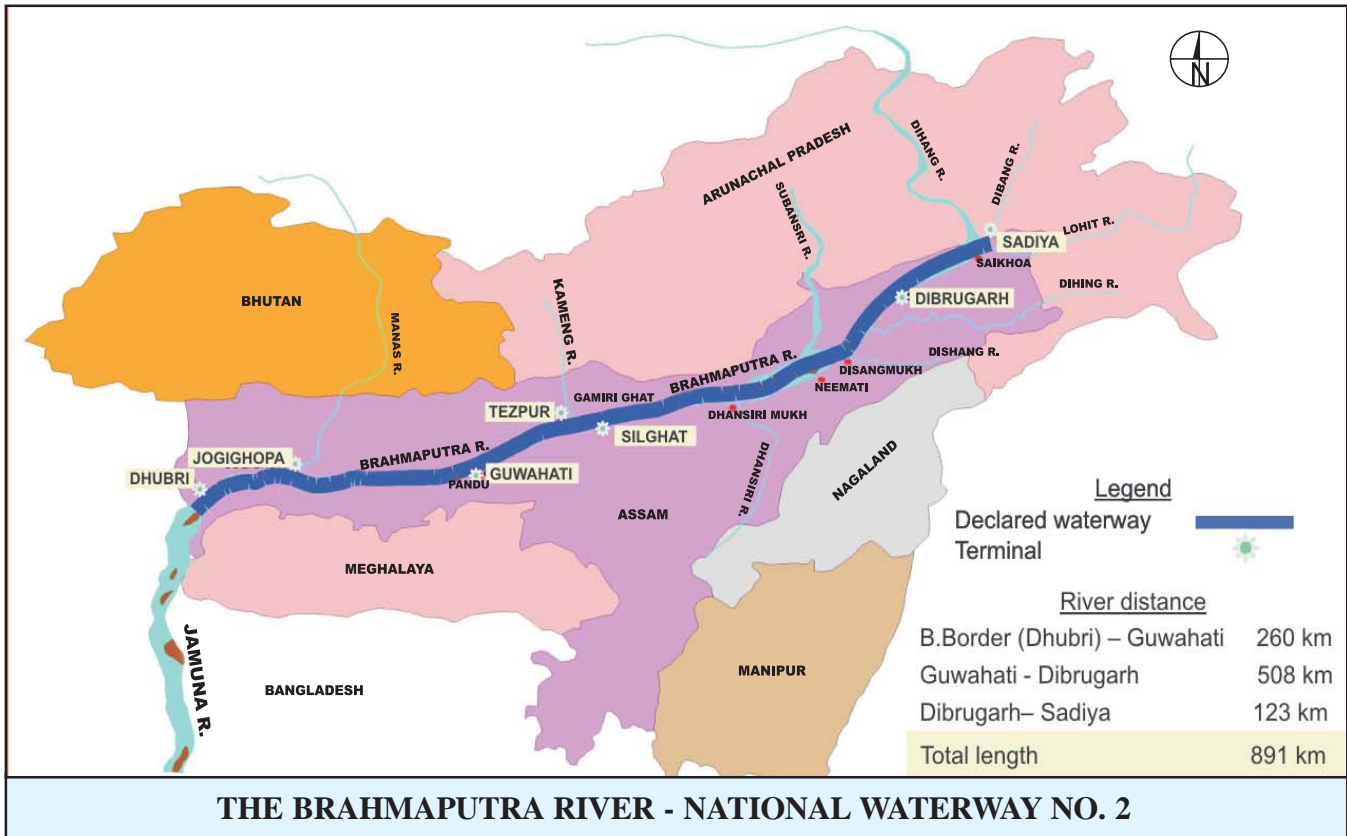 N
ARUNACHAL PRADESH
DIHANG R.
DIBANG R.
SUBANSRI R.
LOHIT R.
SADIYA
SAIKHOA
DIHING R.
BHUTAN
MANAS R.
KAMENG R.
DIBRUGARH
BRAHMAPUTRA R.
DISHANG R.
DISANGMUKH
NEEMATI
GAMIRI GHAT
TEZPUR
DHANSIRI MUKH
SILGHAT
JOGIGHOPA
BRAHMAPUTRA R.
DHUBRI
GUWAHATI
PANDU
DHANSIRI R.
NAGALAND
ASSAM
MEGHALAYA
JAMUNA R.
BANGLADESH
MANIPUR
Legend
Declared waterway
Terminal
River distance
B.Border (Dhubri) – Guwahati 260 km
Guwahati - Dibrugarh 508 km
Dibrugarh– Sadiya 123 km
Total length 891 km
THE BRAHMAPUTRA RIVER - NATIONAL WATERWAY NO. 2